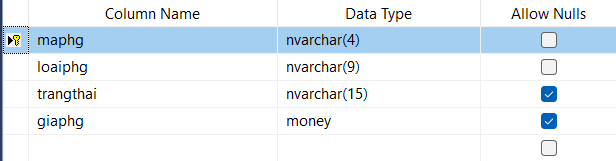 Column Name Data Type Allow Nulls
maphg nvarchar(4)
loaiphg nvarchar(9)
trangthai nvarchar(15)
giaphg money